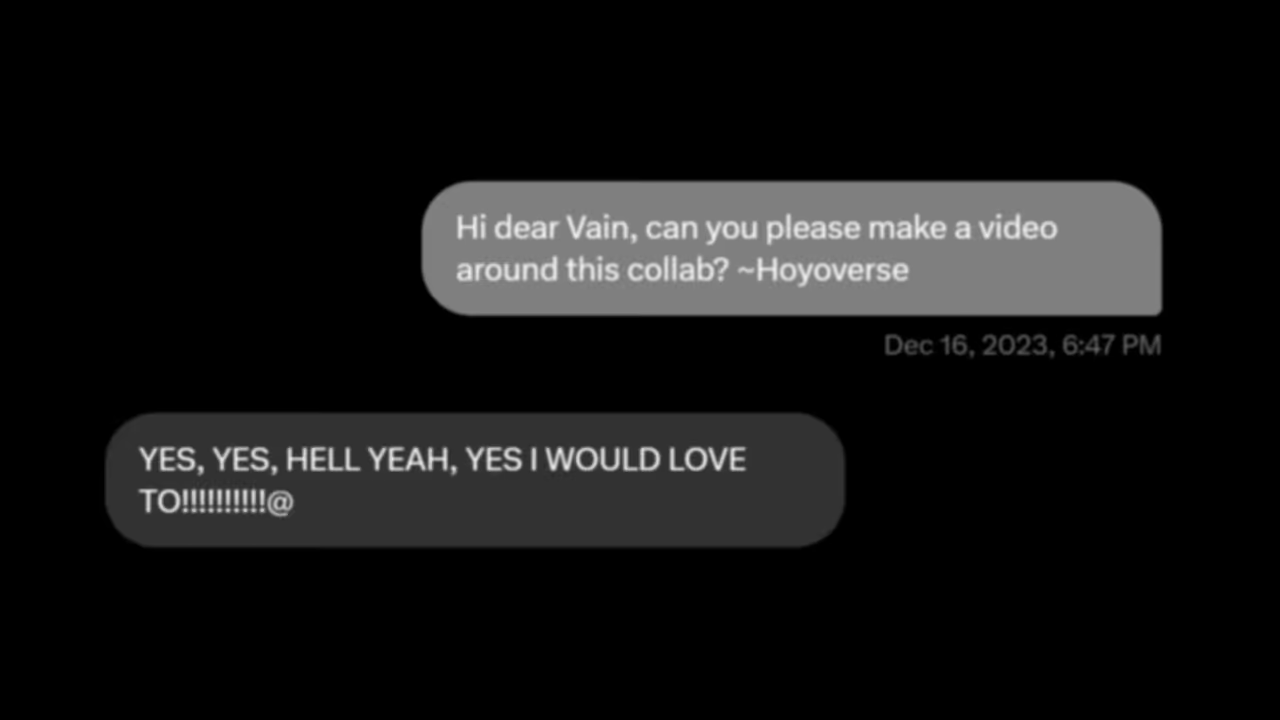 Hi dear Vain, can you please make a video
around this collab? ~Hoyoverse
Dec 16, 2023, 6:47 PM
YES, YES, HELL YEAH, YES I WOULD LOVE
TO!!!!!!!!!!@